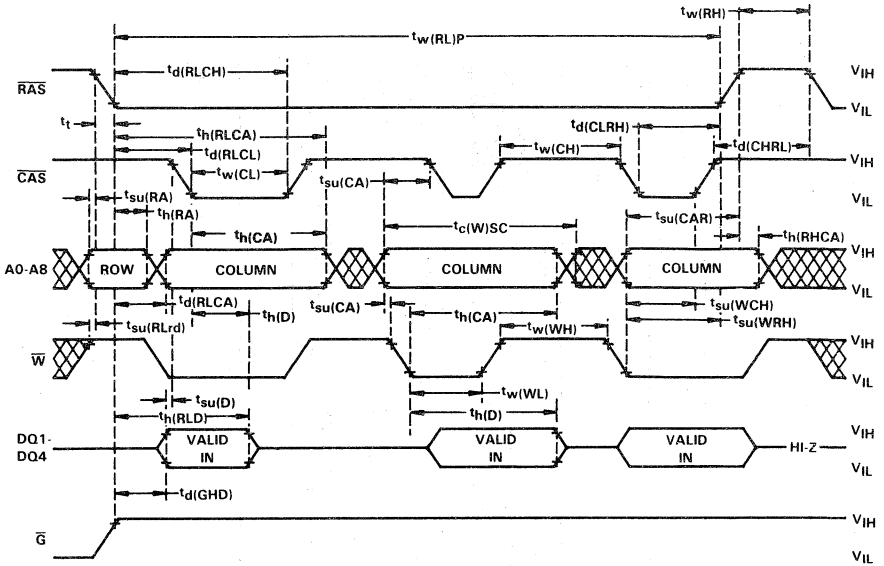 tw(RH)
tw(RL)P
td(RLCH)
RAS
VIH
VIL
tt
th(RLCA)
td(CLRH)
td(RLCL)
tw(CH)
td(CHRL)
CAS
tw(CL)
VIH
VIL
tsu(CA)
tsu(RA)
th(RA)
tsu(CAR)
th(CA)
tc(W)SC
th(RHCA)
A0-A8
ROW
COLUMN
COLUMN
COLUMN
VIH
VIL
td(RLCA)
tsu(CA)
tsu(WCH)
th(D)
th(CA)
tsu(RLrd)
tw(WH)
tsu(WRH)
W
VIH
VIL
tsu(D)
tw(WL)
th(RLD)
th(D)
DQ1-
DQ4
VALID
IN
VALID
IN
VALID
IN
HI-Z
VIH
VIL
td(GHD)
G
VIH
VIL